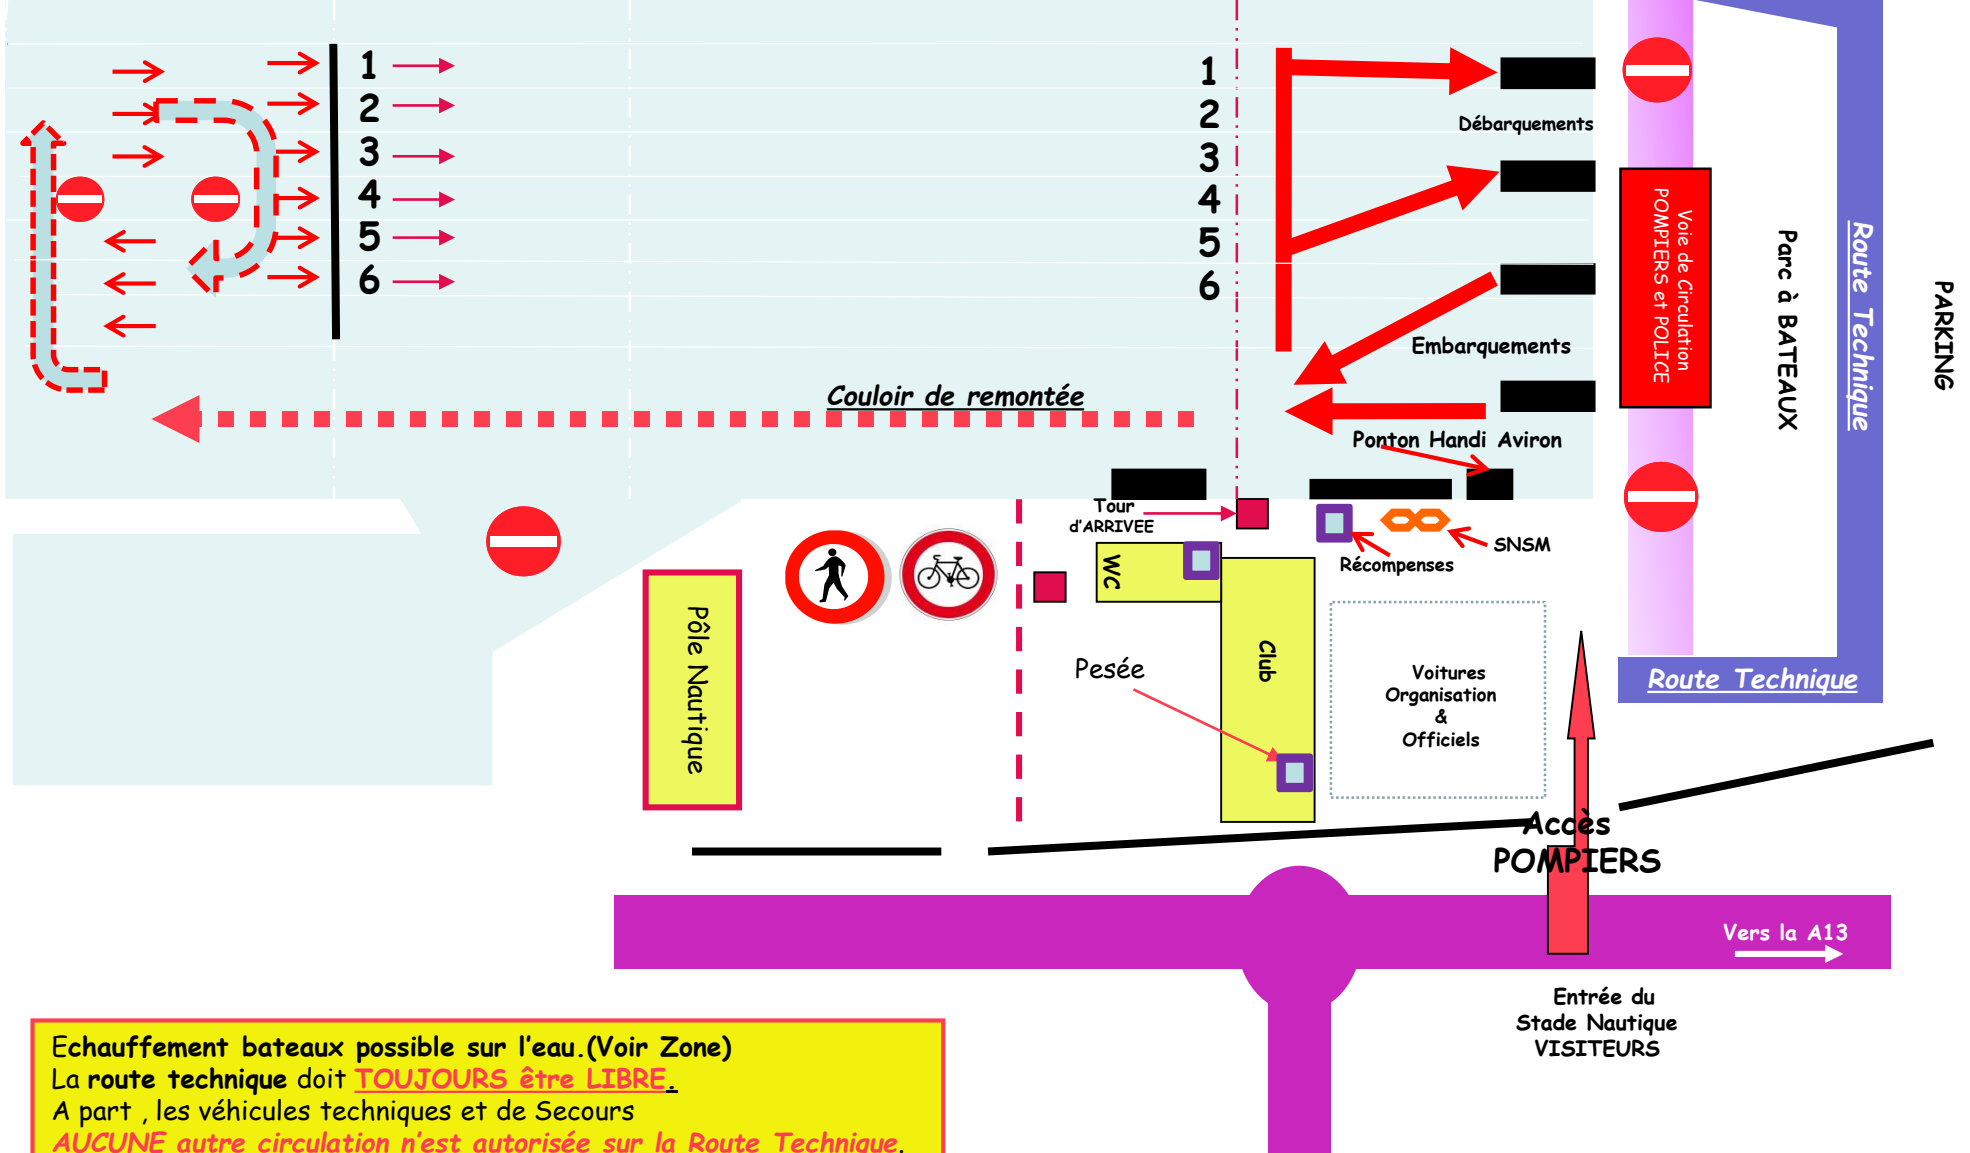 1
2
3
4
5
6
1
2
3
4
5
6
Débarquements
Embarquements
Couloir de remontée
Ponton Handi Aviron
Voie de Circulation
POMPIERS et POLICE
Parc à BATEAUX
Route Technique
PARKING
Route Technique
Tour
d'ARRIVEE
SNSM
Récompenses
WC
Club
Pesée
Pôle Nautique
Voitures
Organisation
&
Officiels
Accès
POMPIERS
Vers la A13
Entrée du
Stade Nautique
VISITEURS
Echauffement bateaux possible sur l'eau.(Voir Zone)
La route technique doit TOUJOURS être LIBRE.
A part , les véhicules techniques et de Secours
AUCUNE autre circulation n'est autorisée sur la Route Technique.